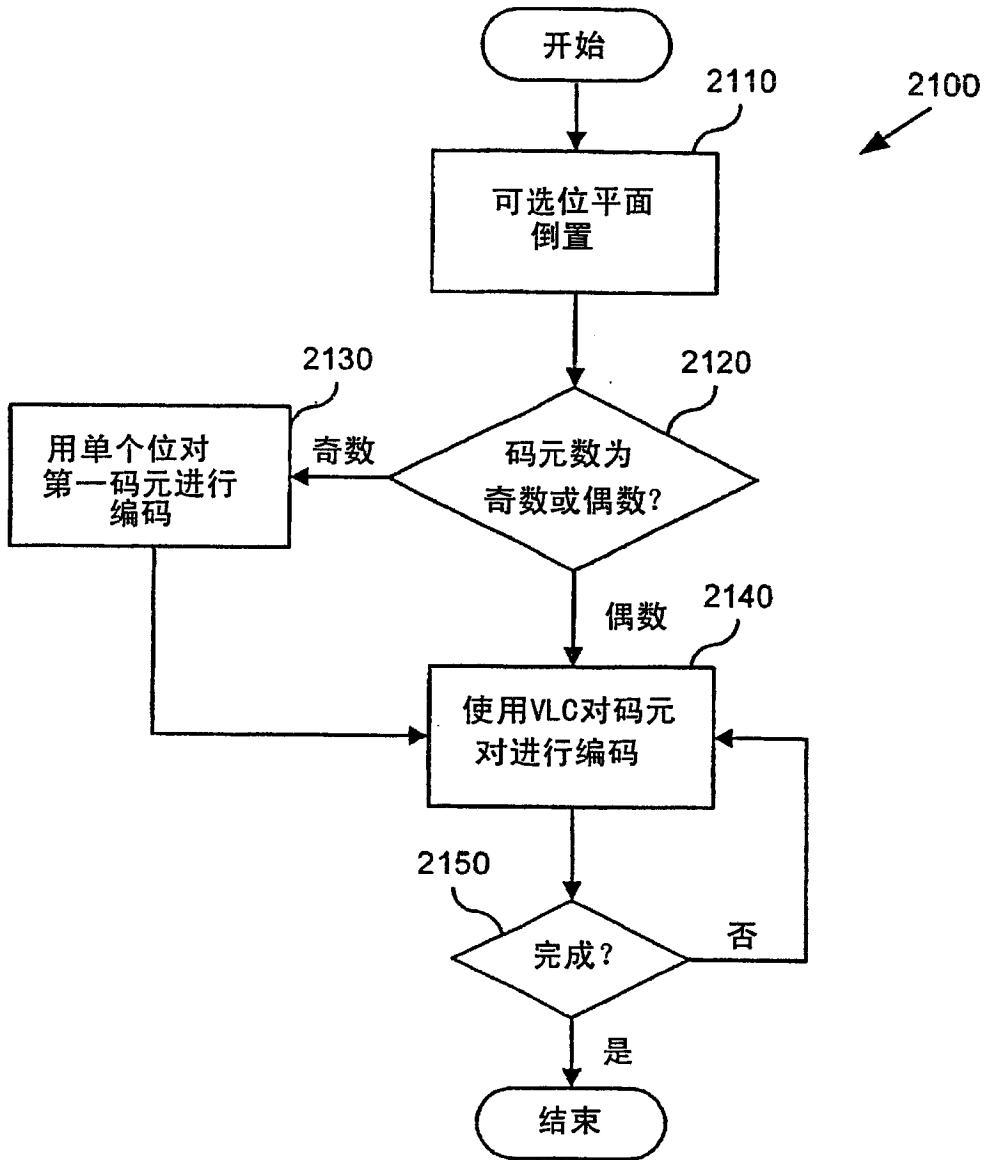 开始
2110
2100
可选位平面
倒置
2130
2120
用单个位对
第一码元进行
编码
奇数
码元数为
奇数或偶数?
偶数
2140
使用VLC对码元
对进行编码
2150
完成?
否
是
结束